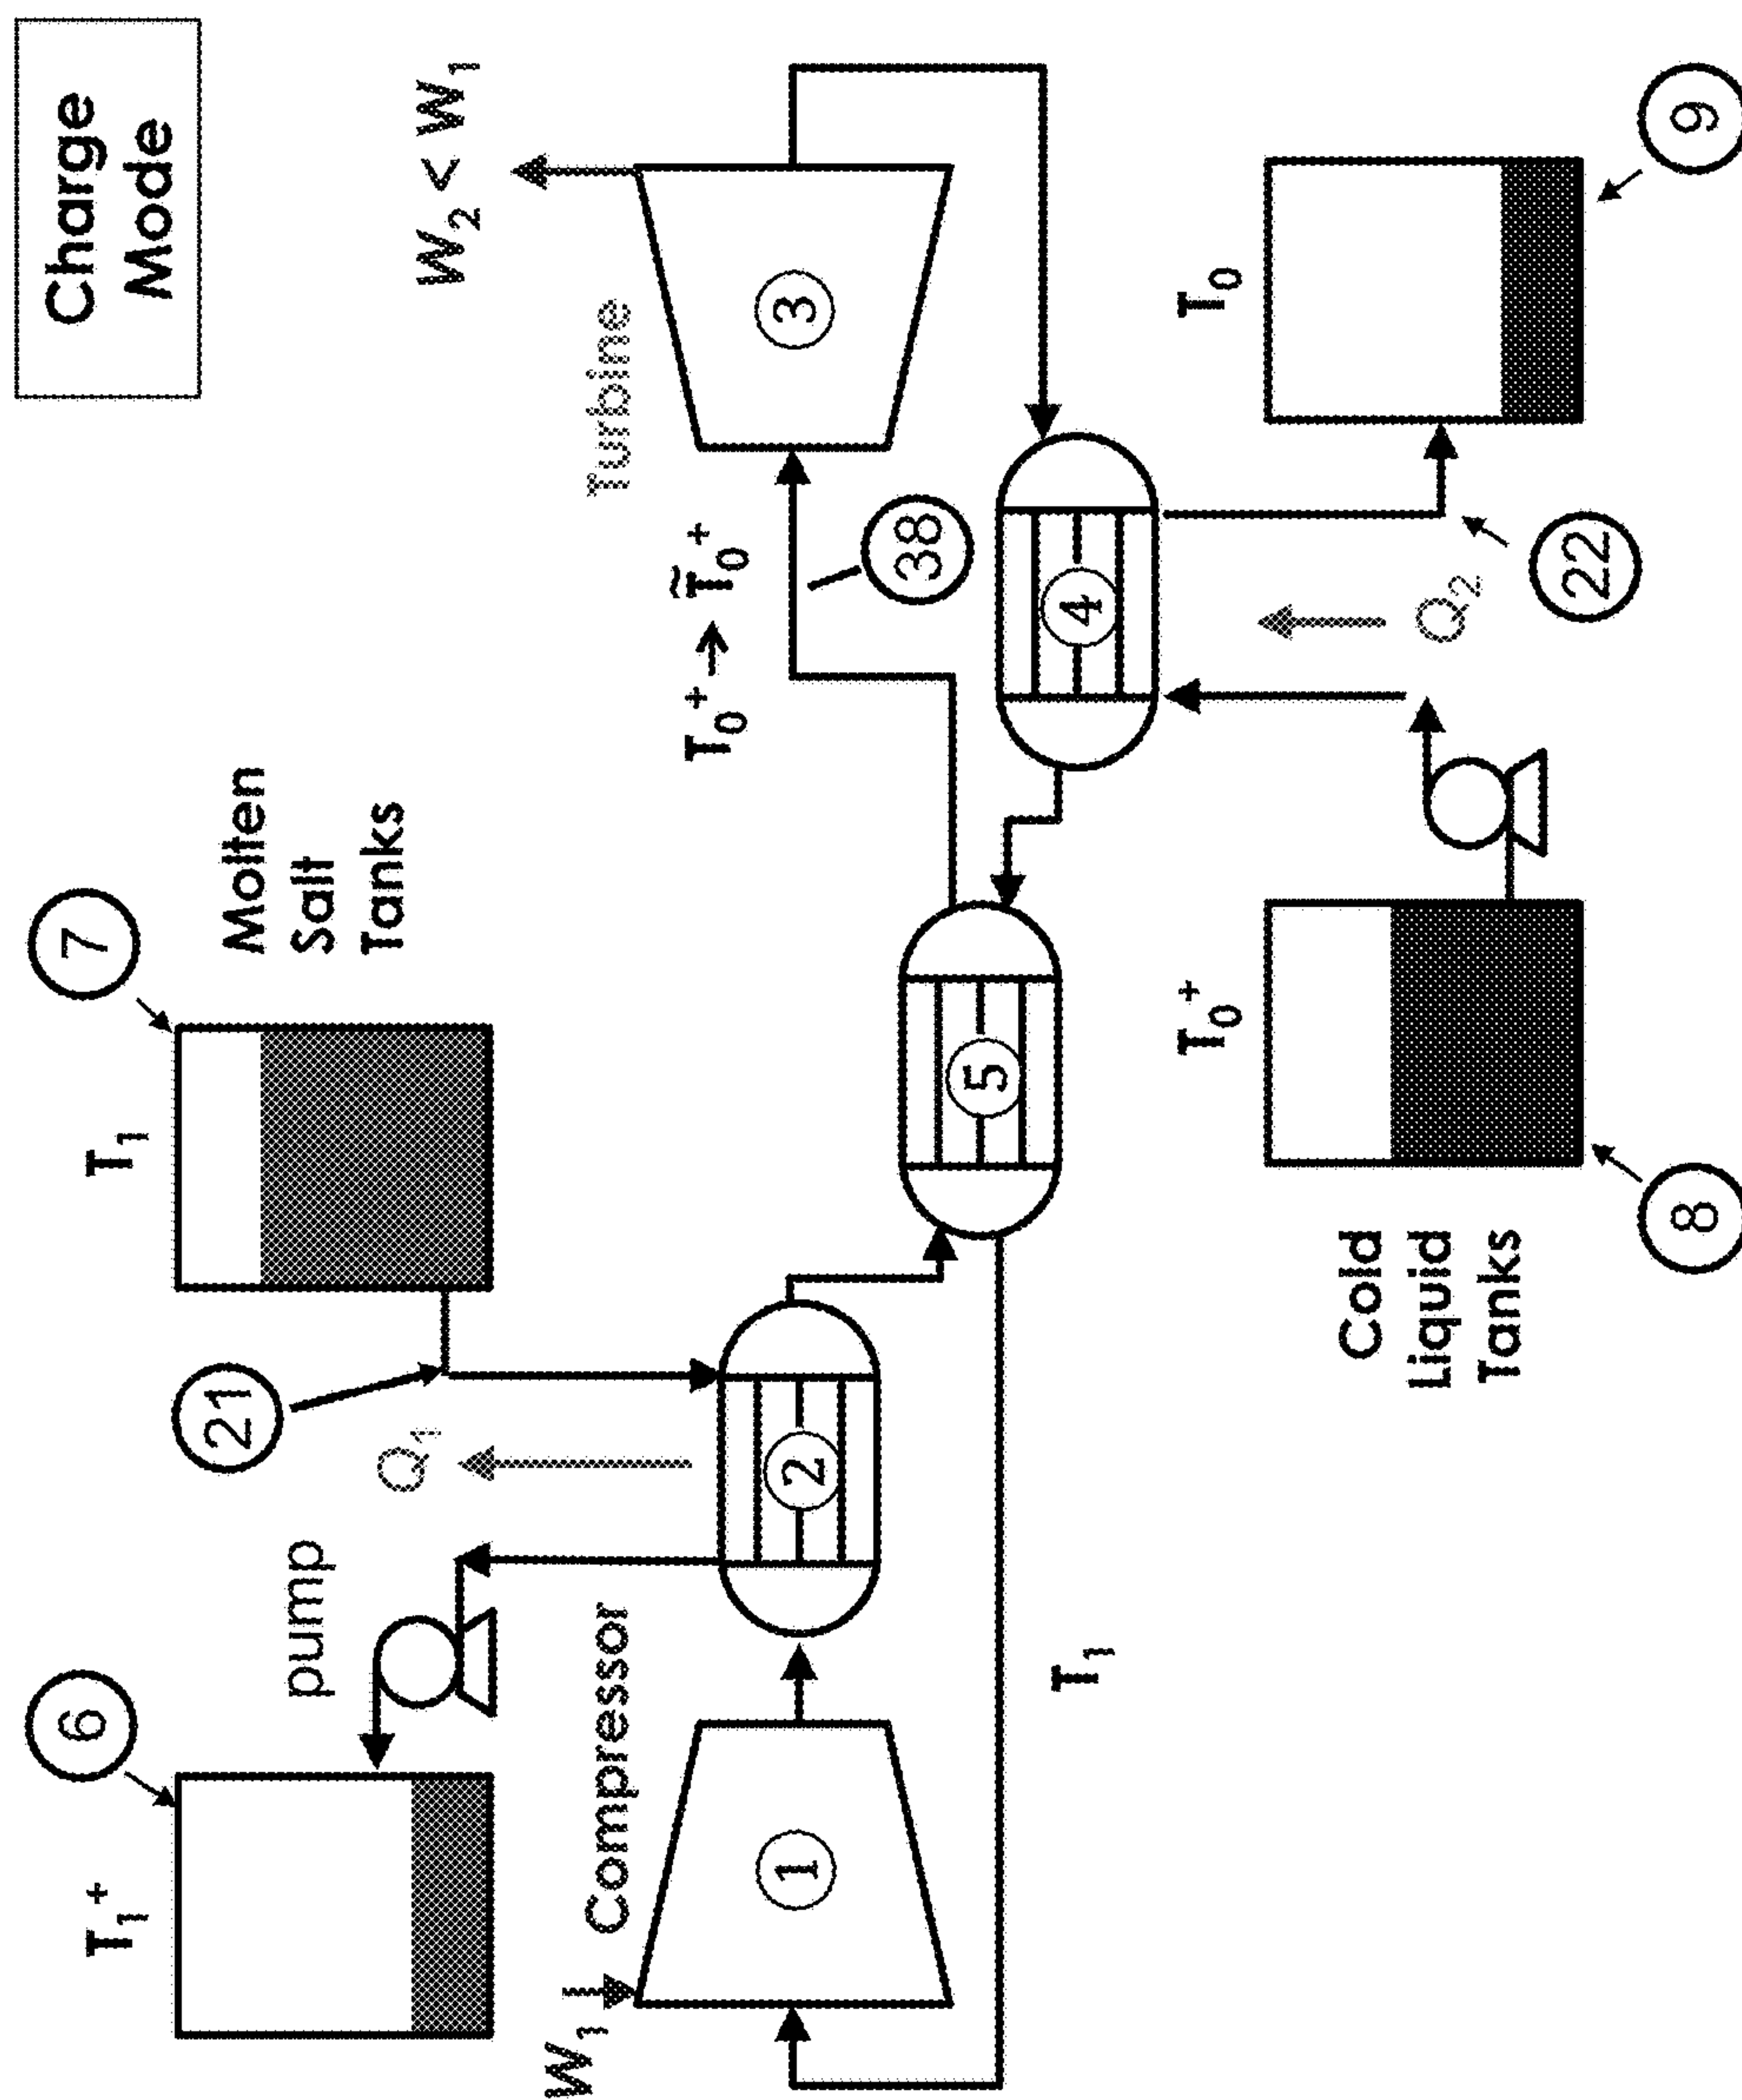 Charge
Mode
6
7
T₁⁺
T₁
Molten
Salt
Tanks
21
pump
Q₁
W₂ < W₁
W₁
Compressor
Turbine
T₀⁺ → T̃₀⁺
1
2
3
38
5
4
T₁
T₀⁺
T₀
Cold
Liquid
Tanks
Q₂
22
8
9